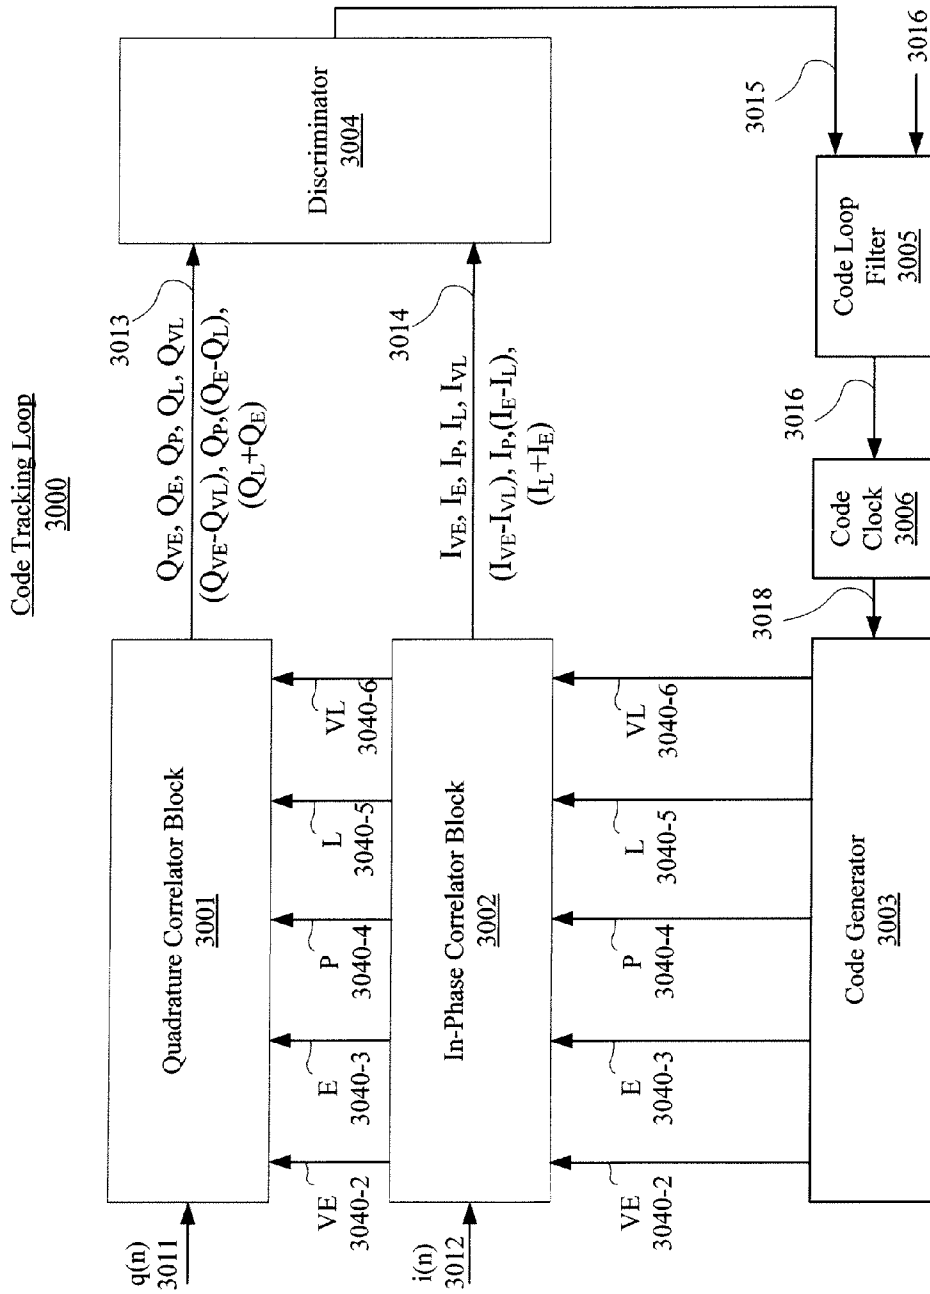 Code Tracking Loop
3000
q(n)
3011
Quadrature Correlator Block
3001
3013
Q_VE, Q_E, Q_P, Q_L, Q_VL
(Q_VE-Q_VL), Q_P,(Q_E-Q_L),
(Q_L+Q_E)
Discriminator
3004
VE
3040-2
E
3040-3
P
3040-4
L
3040-5
VL
3040-6
i(n)
3012
In-Phase Correlator Block
3002
3014
I_VE, I_E, I_P, I_L, I_VL
(I_VE-I_VL), I_P,(I_E-I_L),
(I_L+I_E)
VE
3040-2
E
3040-3
P
3040-4
L
3040-5
VL
3040-6
Code Generator
3003
3018
Code
Clock
3006
3016
Code Loop
Filter
3005
3015
3016